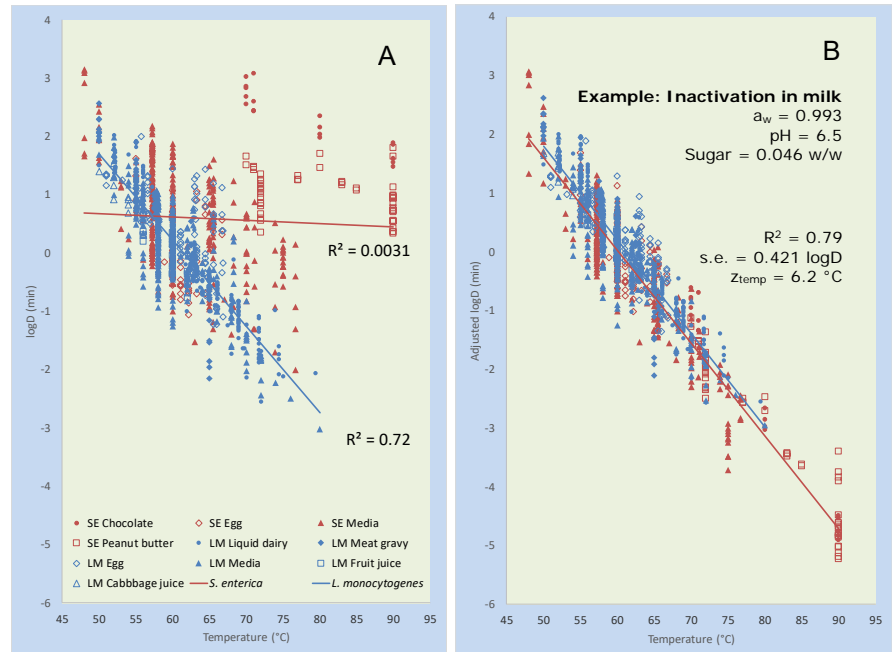 A
4
3
2
1
0
-1
-2
-3
-4
-5
-6
logD (min)
R² = 0.0031
R² = 0.72
SE Chocolate SE Egg SE Media
SE Peanut butter LM Liquid dairy LM Meat gravy
LM Egg LM Media LM Fruit juice
LM Cabbbage juice S. enterica L. monocytogenes
45 50 55 60 65 70 75 80 85 90 95
Temperature (°C)
B
4
3
2
1
0
-1
-2
-3
-4
-5
-6
Adjusted logD (min)
Example: Inactivation in milk
aw = 0.993
pH = 6.5
Sugar = 0.046 w/w
R² = 0.79
s.e. = 0.421 logD
ztemp = 6.2 °C
45 50 55 60 65 70 75 80 85 90 95
Temperature (°C)